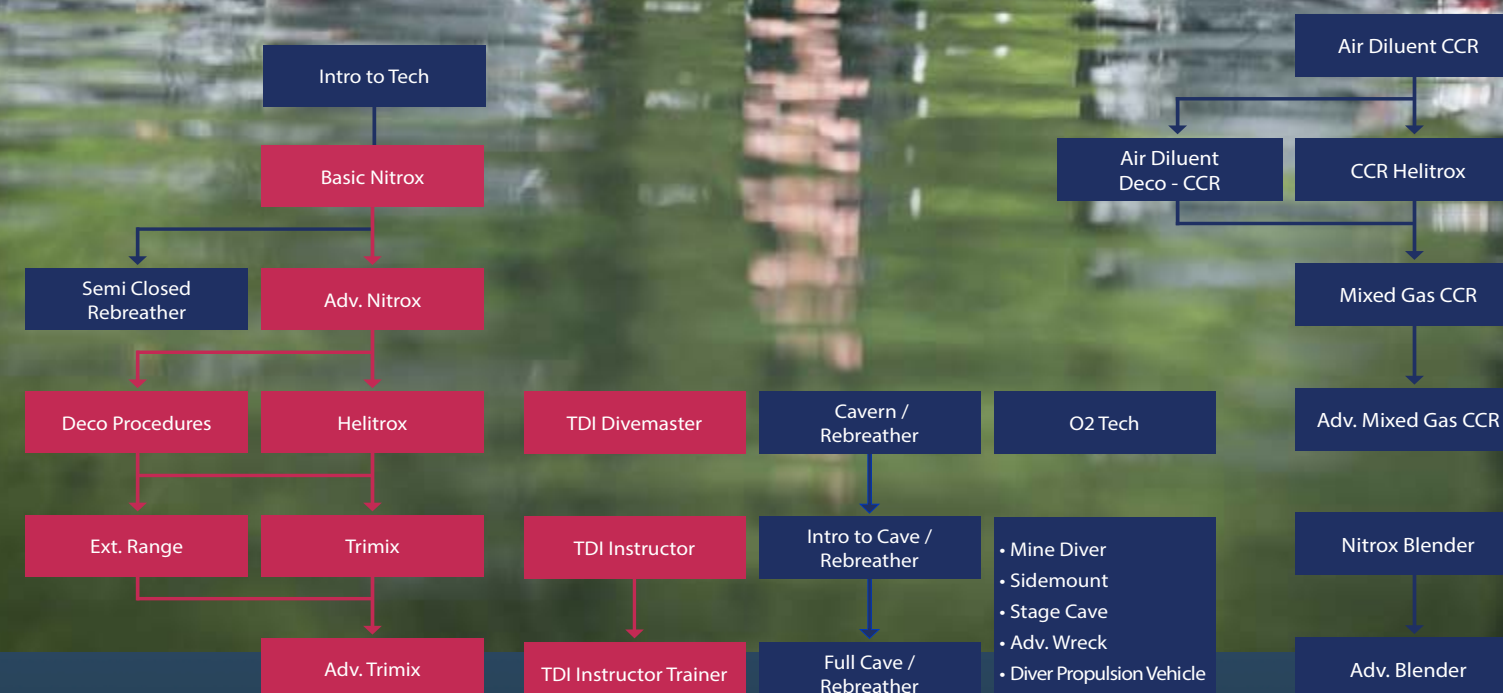 Intro to Tech
Basic Nitrox
Semi Closed
Rebreather
Adv. Nitrox
Deco Procedures
Helitrox
Ext. Range
Trimix
Adv. Trimix
TDI Divemaster
TDI Instructor
TDI Instructor Trainer
Cavern /
Rebreather
Intro to Cave /
Rebreather
Full Cave /
Rebreather
O2 Tech
• Mine Diver
• Sidemount
• Stage Cave
• Adv. Wreck
• Diver Propulsion Vehicle
Air Diluent CCR
Air Diluent
Deco - CCR
CCR Helitrox
Mixed Gas CCR
Adv. Mixed Gas CCR
Nitrox Blender
Adv. Blender